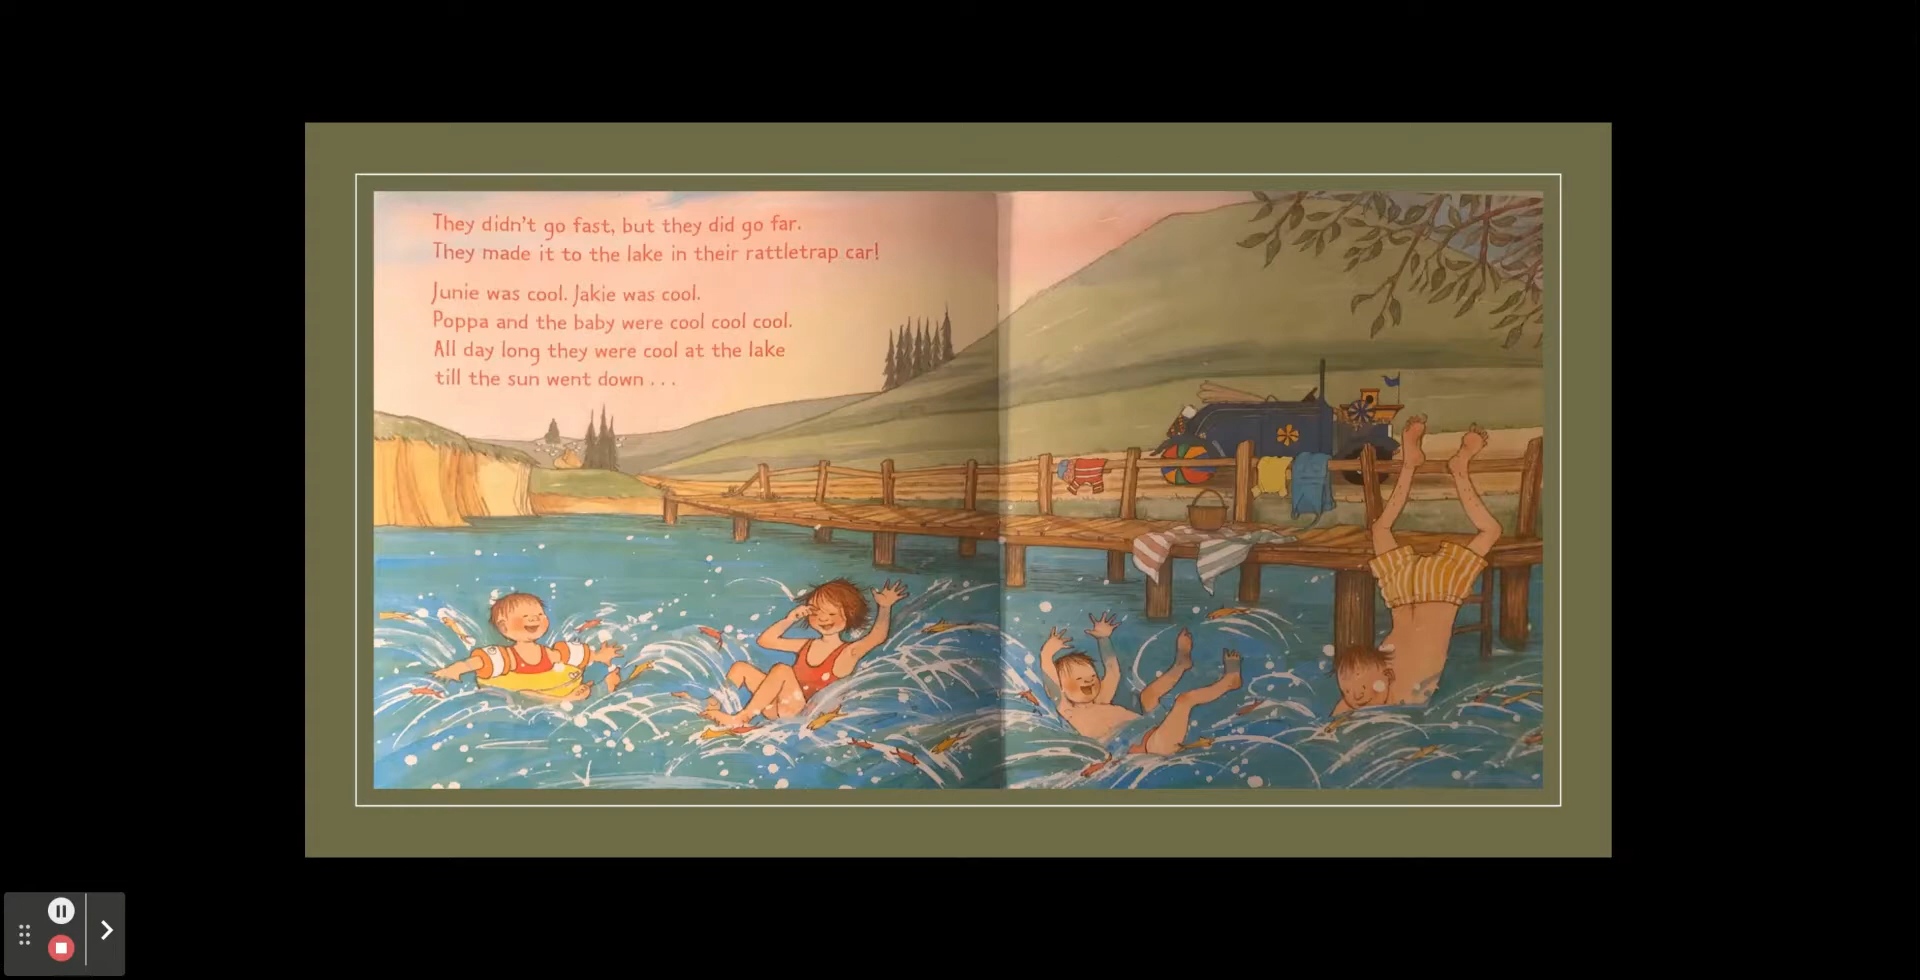 They didn't go fast, but they did go far.
They made it to the lake in their rattletrap car!
Junie was cool. Jakie was cool.
Poppa and the baby were cool cool cool.
All day long they were cool at the lake
till the sun went down . . .